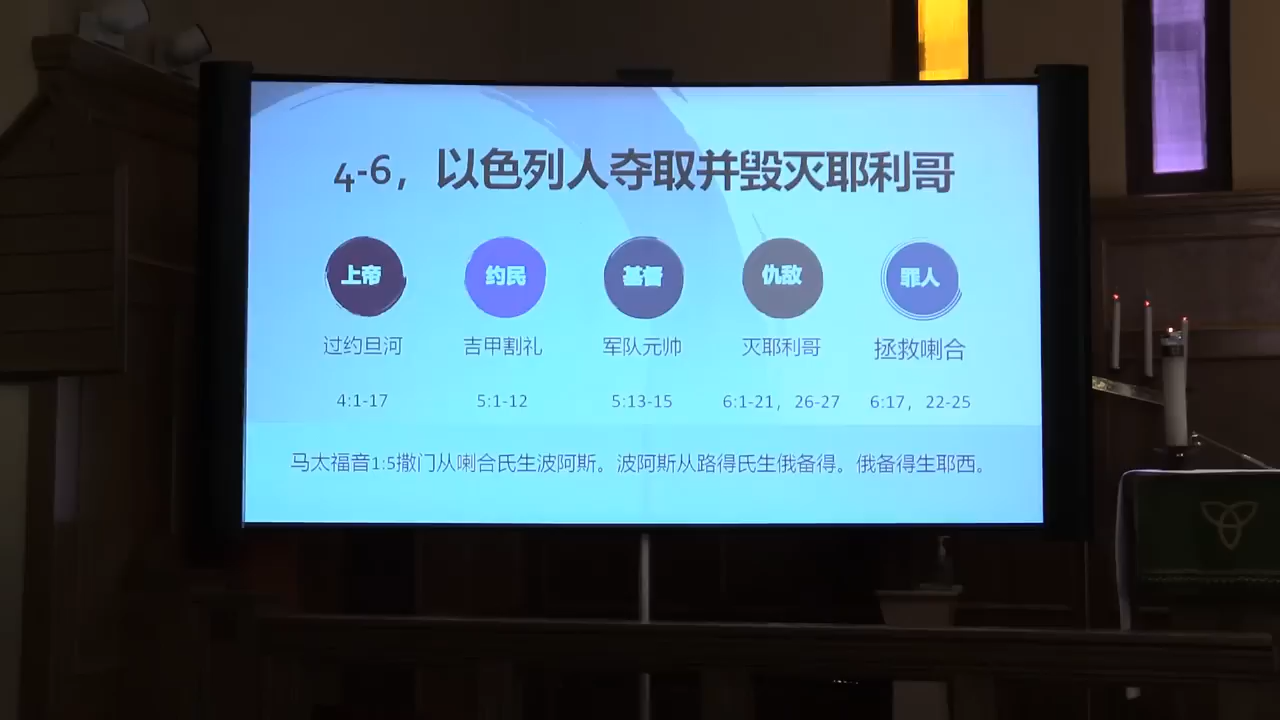 4-6，以色列人夺取并毁灭耶利哥
上帝 约民 基督 仇敌 罪人
过约旦河 吉甲割礼 军队元帅 灭耶利哥 拯救喇合
4:1-17 5:1-12 5:13-15 6:1-21，26-27 6:17，22-25
马太福音1:5撒门从喇合氏生波阿斯。波阿斯从路得氏生俄备得。俄备得生耶西。